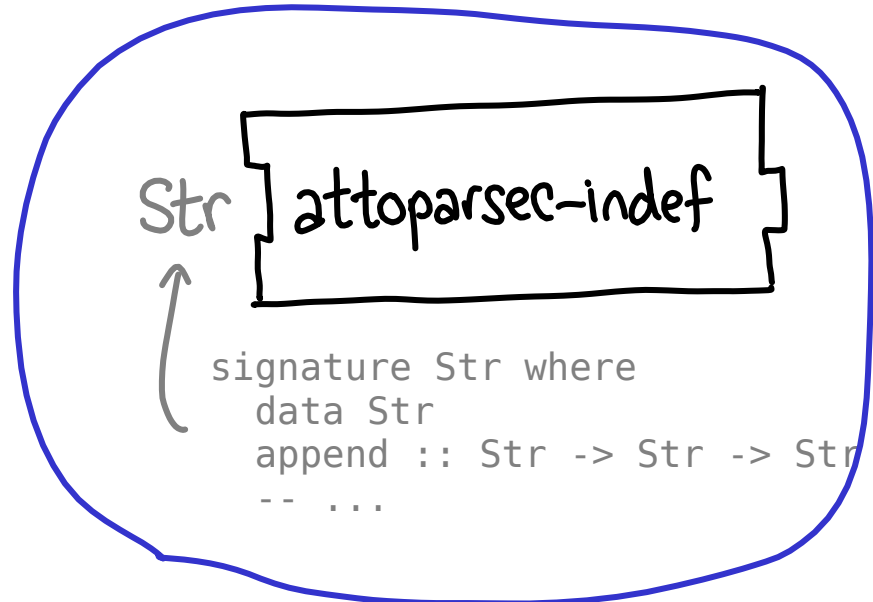 Str attoparsec-indef
signature Str where
data Str
append :: Str -> Str -> Str
-- ...